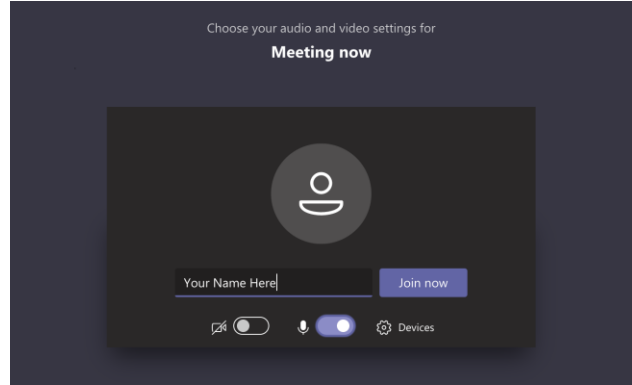 Choose your audio and video settings for
Meeting now
Your Name Here
Join now
Devices